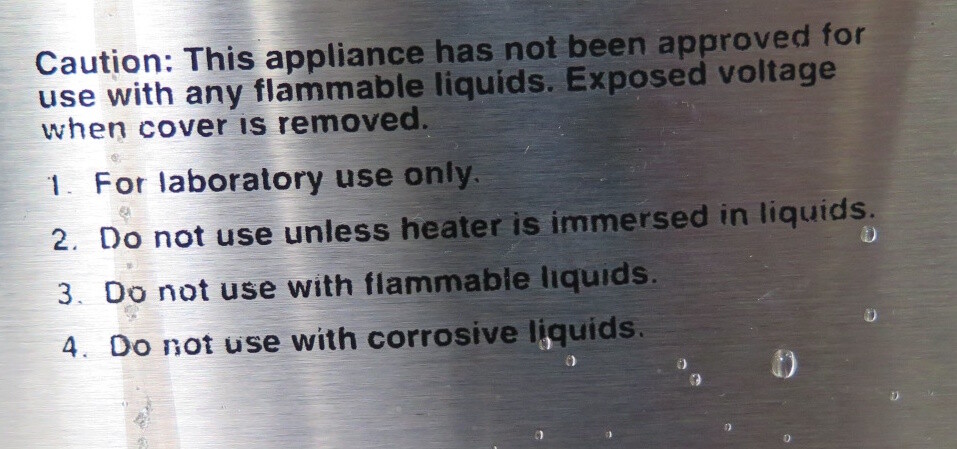 Caution: This appliance has not been approved for
use with any flammable liquids. Exposed voltage
when cover is removed.
1. For laboratory use only.
2. Do not use unless heater is immersed in liquids.
3. Do not use with flammable liquids.
4. Do not use with corrosive liquids.